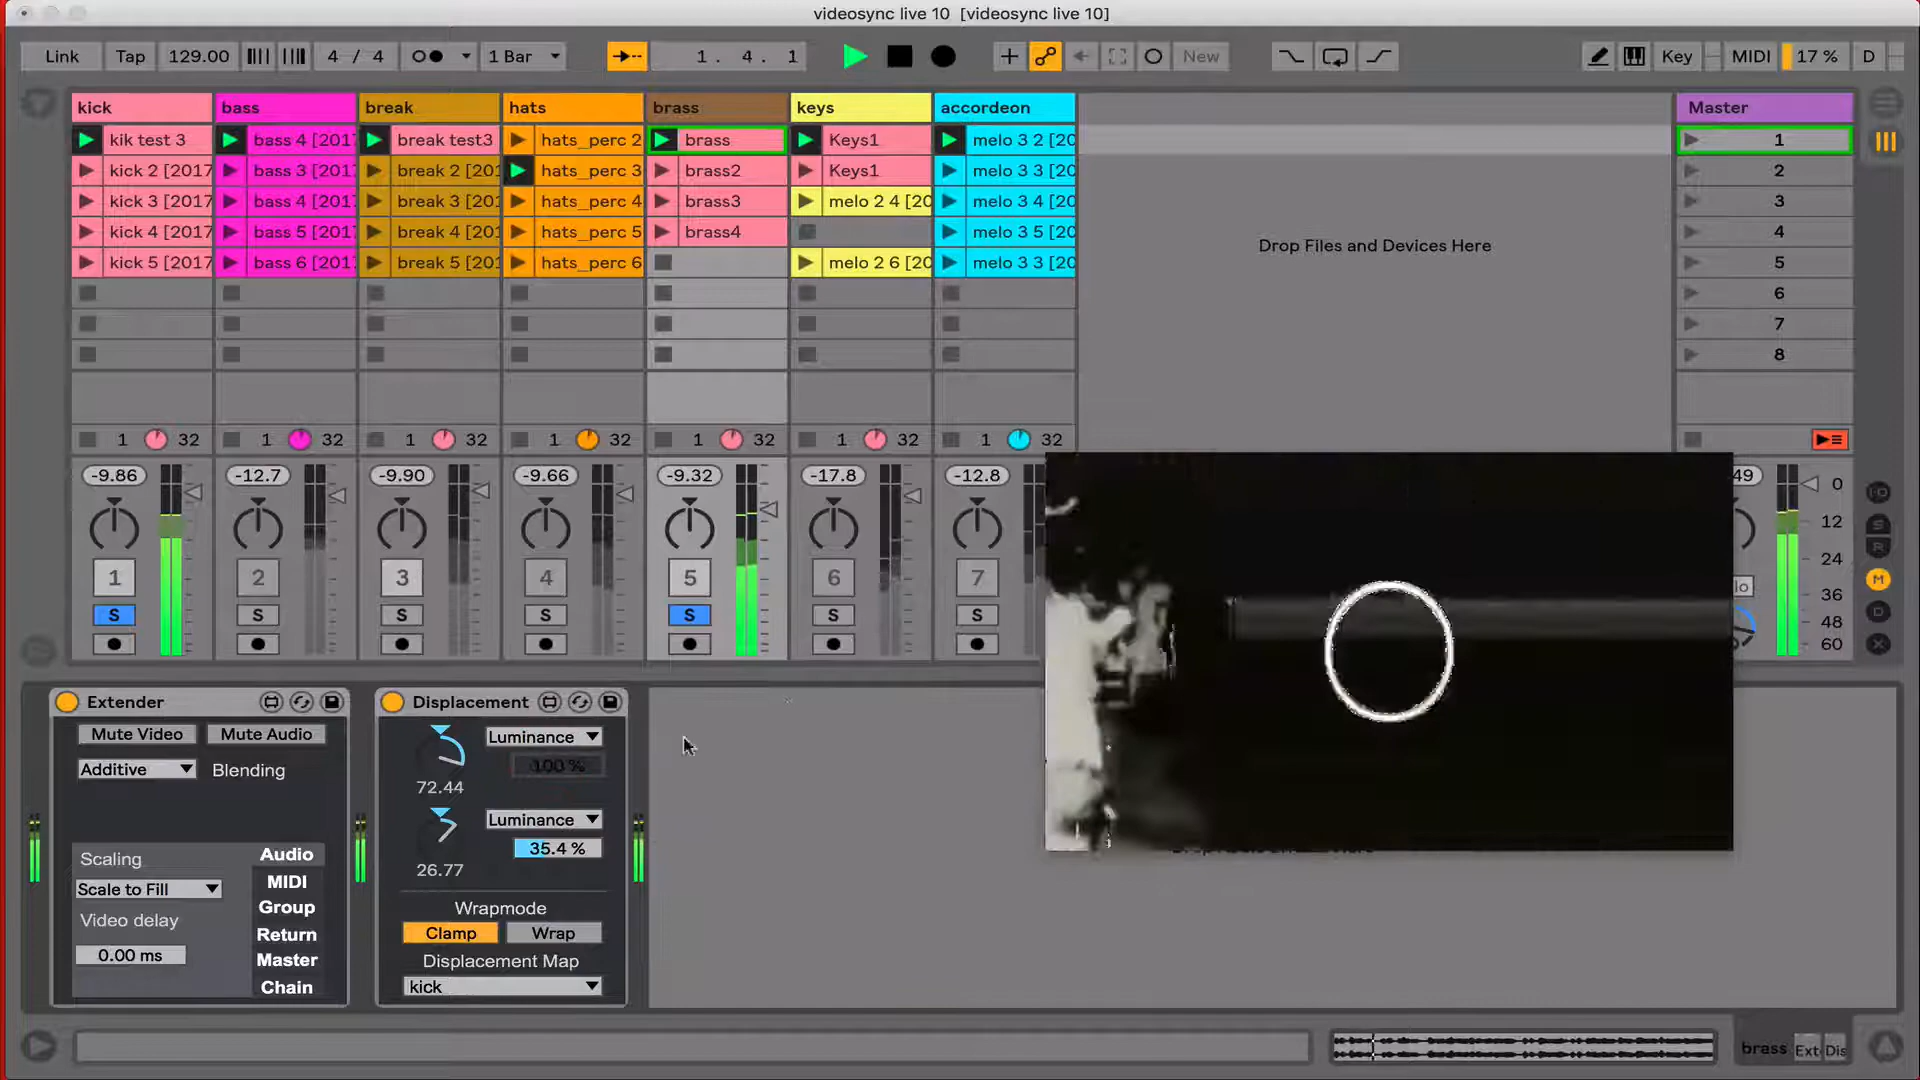 videosync live 10 [videosync live 10]
Link Tap 129.00 4 / 4 1 Bar 1. 4. 1 New Key MIDI 17 % D
kick bass break hats brass keys accordeon Master
kik test 3 bass 4 [2017 break test3 hats_perc 2 brass Keys1 melo 3 2 [20 1
kick 2 [2017 bass 3 [2017 break 2 [201 hats_perc 3 brass2 Keys1 melo 3 3 [20 2
kick 3 [2017 bass 4 [2017 break 3 [201 hats_perc 4 brass3 melo 2 4 [20 melo 3 4 [20 3
kick 4 [2017 bass 5 [2017 break 4 [201 hats_perc 5 brass4 melo 3 5 [20 4
kick 5 [2017 bass 6 [2017 break 5 [201 hats_perc 6 melo 2 6 [20 melo 3 3 [20 5
Drop Files and Devices Here
6
7
8
1 32 1 32 1 32 1 32 1 32 1 32 1 32
-9.86 -12.7 -9.90 -9.66 -9.32 -17.8 -12.8 49 0
12
24
36
48
60
1 2 3 4 5 6 7 lo
S S S S S S S
S
R
M
D
X
Extender
Mute Video Mute Audio
Additive Blending
Scaling
Scale to Fill
Video delay
0.00 ms
Audio
MIDI
Group
Return
Master
Chain
Displacement
Luminance
100 %
72.44
Luminance
35.4 %
26.77
Wrapmode
Clamp Wrap
Displacement Map
kick
brass Ext Dis